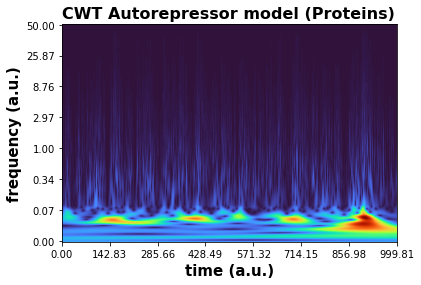 CWT Autorepressor model (Proteins)
frequency (a.u.)
50.00
25.87
8.76
2.97
1.00
0.34
0.07
0.00
0.00 142.83 285.66 428.49 571.32 714.15 856.98 999.81
time (a.u.)